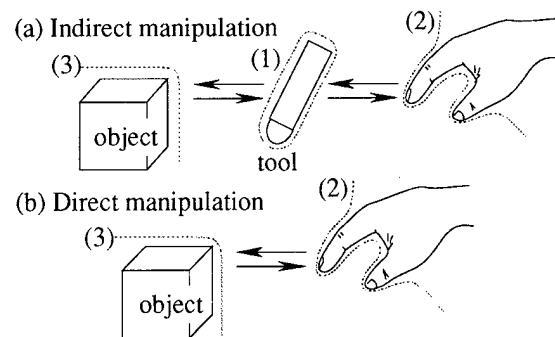 (a) Indirect manipulation
(3) (1) (2)
object
tool
(b) Direct manipulation
(3) (2)
object